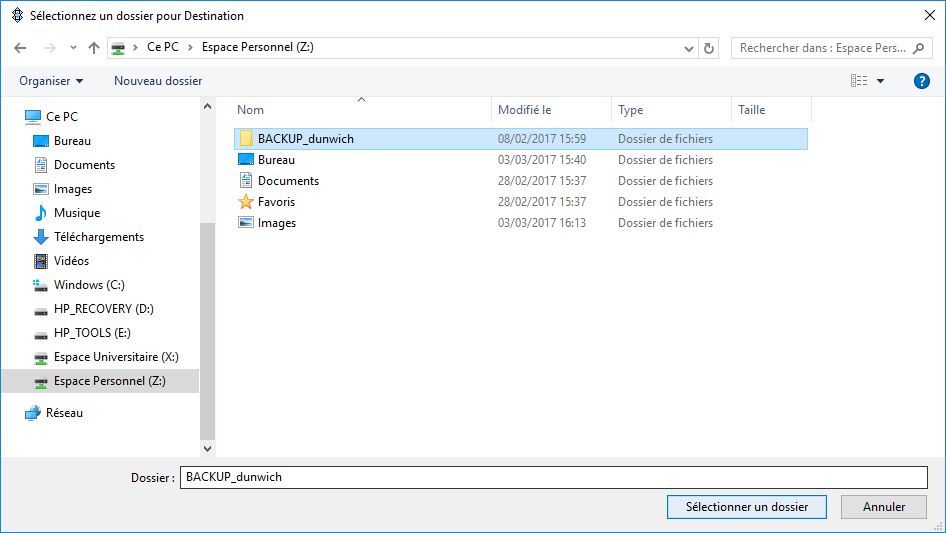 Sélectionnez un dossier pour Destination
Ce PC > Espace Personnel (Z:)
Rechercher dans : Espace Pers...
Organiser
Nouveau dossier
?
Ce PC
Bureau
Documents
Images
Musique
Téléchargements
Vidéos
Windows (C:)
HP_RECOVERY (D:)
HP_TOOLS (E:)
Espace Universitaire (X:)
Espace Personnel (Z:)
Réseau
Nom Modifié le Type Taille
BACKUP_dunwich 08/02/2017 15:59 Dossier de fichiers
Bureau 03/03/2017 15:40 Dossier de fichiers
Documents 28/02/2017 15:37 Dossier de fichiers
Favoris 28/02/2017 15:37 Dossier de fichiers
Images 03/03/2017 16:13 Dossier de fichiers
Dossier : BACKUP_dunwich
Sélectionner un dossier
Annuler